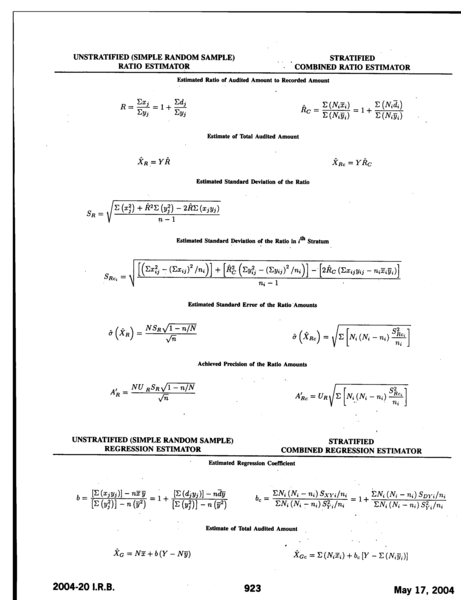 UNSTRATIFIED (SIMPLE RANDOM SAMPLE) RATIO ESTIMATOR
STRATIFIED COMBINED RATIO ESTIMATOR
Estimated Ratio of Audited Amount to Recorded Amount
R = Σx_j / Σy_j = 1 + Σd_j / Σy_j
R̂_C = Σ(N_i x̄_i) / Σ(N_i ȳ_i) = 1 + Σ(N_i d̄_i) / Σ(N_i ȳ_i)
Estimate of Total Audited Amount
X̂_R = Y R̂
X̂_Rc = Y R̂_C
Estimated Standard Deviation of the Ratio
S_R = √[(Σ(x_j²) + R̂²Σ(y_j²) − 2R̂Σ(x_j y_j)) / (n − 1)]
Estimated Standard Deviation of the Ratio in iᵗʰ Stratum
S_Rci = √[([(Σx_ij² − (Σx_ij)²/n_i)] + [R̂_C²(Σy_ij² − (Σy_ij)²/n_i)] − [2R̂_C(Σx_ij y_ij − n_i x̄_i ȳ_i)]) / (n_i − 1)]
Estimated Standard Error of the Ratio Amounts
σ̂(X̂_R) = N S_R √(1 − n/N) / √n
σ̂(X̂_Rc) = √(Σ[N_i(N_i − n_i) S²_Rci / n_i])
Achieved Precision of the Ratio Amounts
A′_R = N U_R S_R √(1 − n/N) / √n
A′_Rc = U_R √(Σ[N_i(N_i − n_i) S²_Rci / n_i])
UNSTRATIFIED (SIMPLE RANDOM SAMPLE) REGRESSION ESTIMATOR
STRATIFIED COMBINED REGRESSION ESTIMATOR
Estimated Regression Coefficient
b = ([Σ(x_j y_j)] − n x̄ ȳ) / ([Σ(y_j²)] − n(ȳ²)) = 1 + ([Σ(d_j y_j)] − n d̄ ȳ) / ([Σ(y_j²)] − n(ȳ²))
b_c = ΣN_i(N_i − n_i) S_XYi/n_i / ΣN_i(N_i − n_i) S²_Yi/n_i = 1 + ΣN_i(N_i − n_i) S_DYi/n_i / ΣN_i(N_i − n_i) S²_Yi/n_i
Estimate of Total Audited Amount
X̂_G = N x̄ + b(Y − N ȳ)
X̂_Gc = Σ(N_i x̄_i) + b_c[Y − Σ(N_i ȳ_i)]
2004-20 I.R.B.
923
May 17, 2004